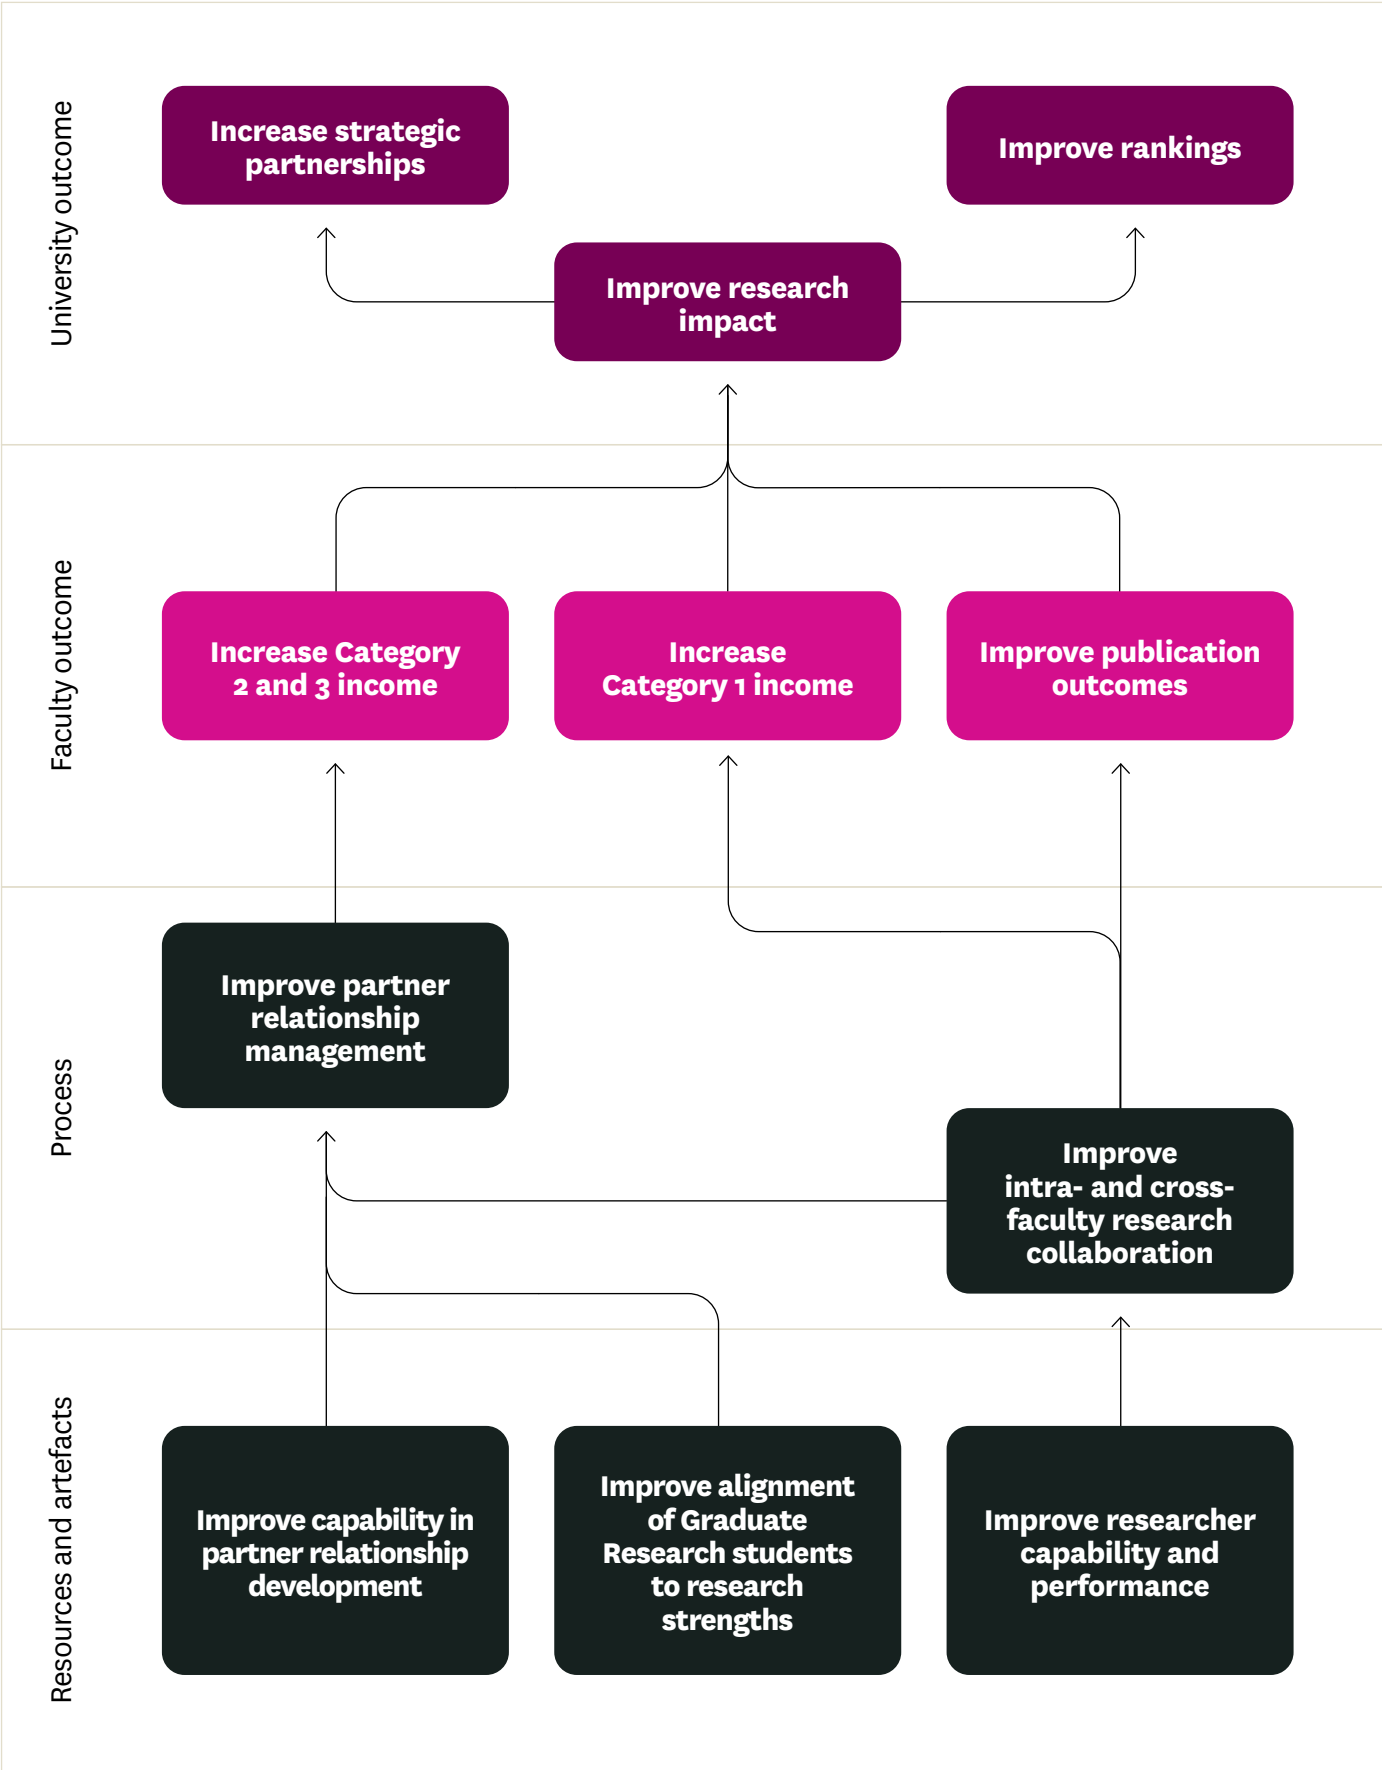 University outcome
Increase strategic
partnerships
Improve rankings
Improve research
impact
Faculty outcome
Increase Category
2 and 3 income
Increase
Category 1 income
Improve publication
outcomes
Process
Improve partner
relationship
management
Improve
intra- and cross-
faculty research
collaboration
Resources and artefacts
Improve capability in
partner relationship
development
Improve alignment
of Graduate
Research students
to research
strengths
Improve researcher
capability and
performance